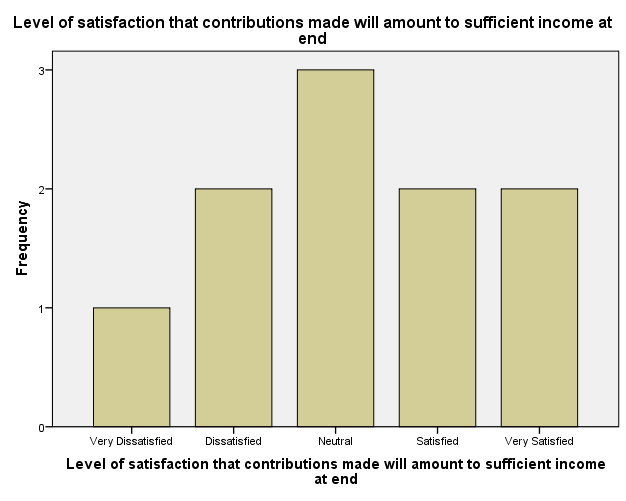 Level of satisfaction that contributions made will amount to sufficient income at
end
Frequency
3
2
1
0
Very Dissatisfied
Dissatisfied
Neutral
Satisfied
Very Satisfied
Level of satisfaction that contributions made will amount to sufficient income
at end